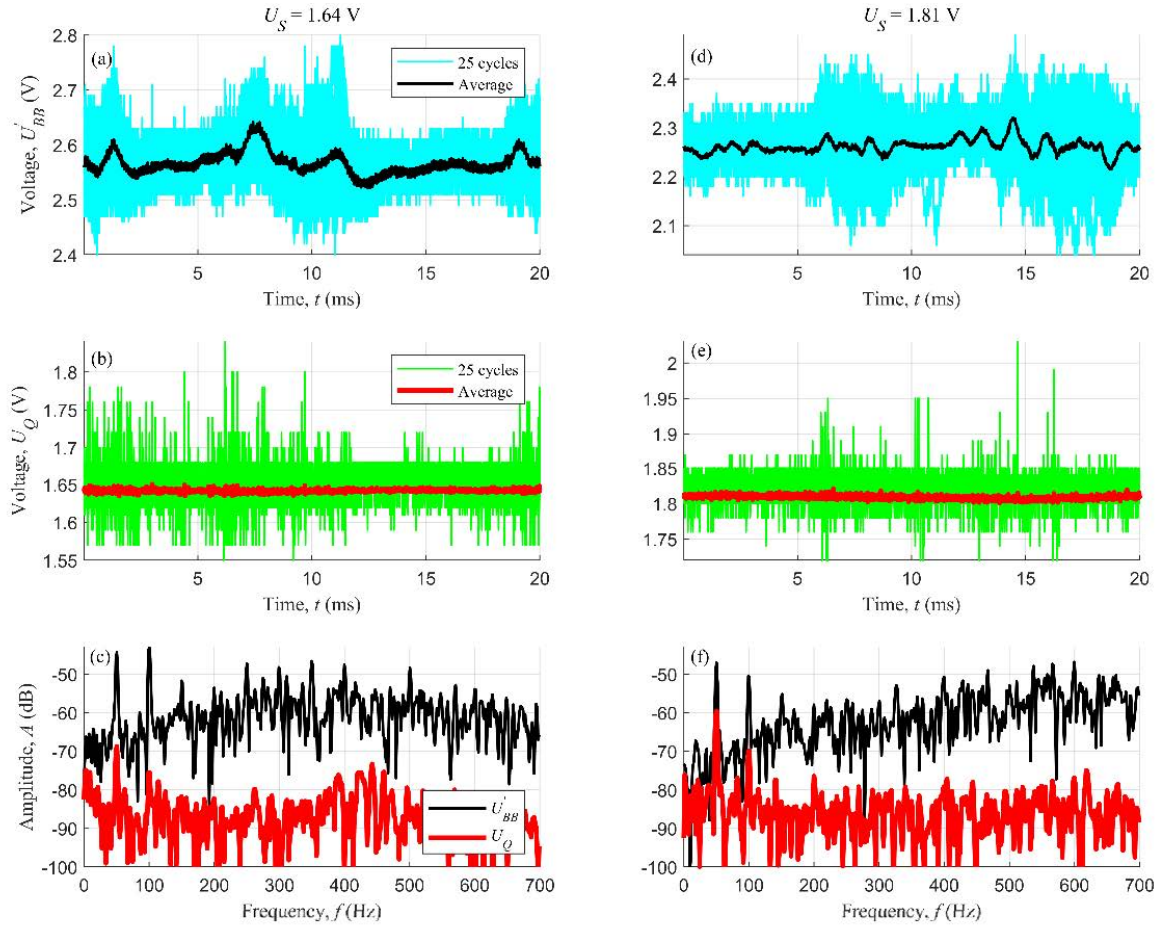 U_S = 1.64 V
U_S = 1.81 V
(a)
25 cycles
Average
Voltage, U'_BB (V)
2.8
2.7
2.6
2.5
2.4
5
10
15
20
Time, t (ms)
(d)
2.4
2.3
2.2
2.1
5
10
15
20
Time, t (ms)
(b)
25 cycles
Average
Voltage, U_Q (V)
1.8
1.75
1.7
1.65
1.6
1.55
5
10
15
20
Time, t (ms)
(e)
2
1.95
1.9
1.85
1.8
1.75
5
10
15
20
Time, t (ms)
(c)
Amplitude, A (dB)
-50
-60
-70
-80
-90
-100
U'_BB
U_Q
0
100
200
300
400
500
600
700
Frequency, f (Hz)
(f)
-50
-60
-70
-80
-90
-100
0
100
200
300
400
500
600
700
Frequency, f (Hz)